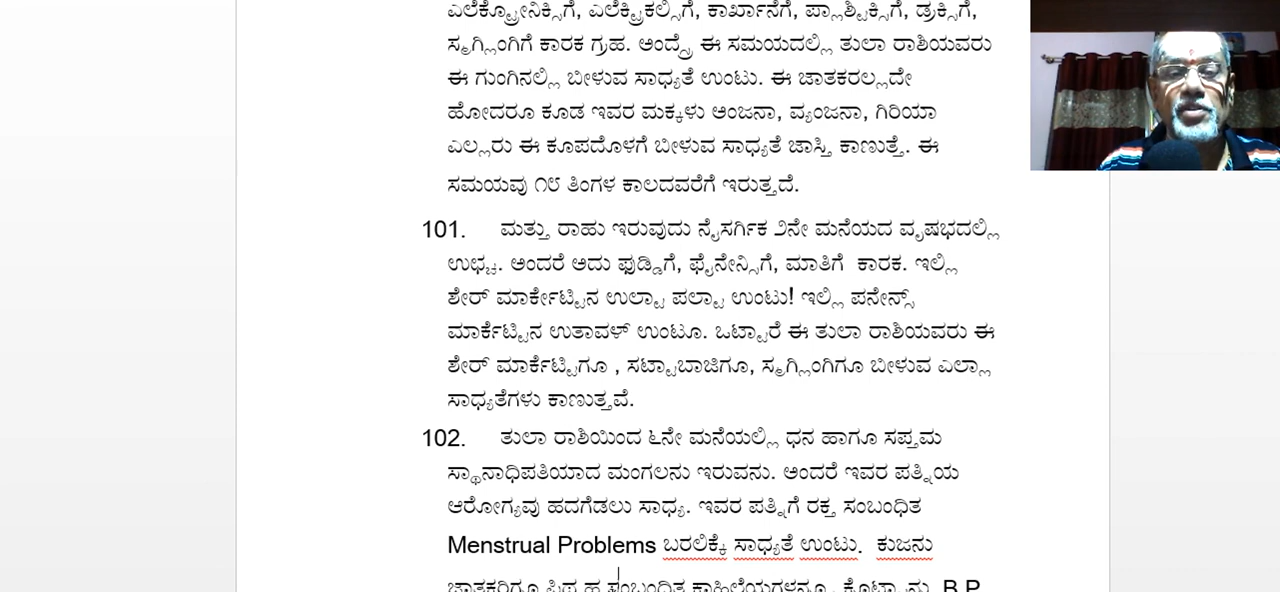 ಎಲೆಕ್ಟ್ರೋನಿಕ್ಸಿಗೆ, ಎಲೆಕ್ಟ್ರಿಕಲ್ಸಿಗೆ, ಕಾರ್ಖಾನೆಗೆ, ಪ್ಲಾಶ್ಟಿಕ್ಸಿಗೆ, ಡ್ರಕ್ಸಿಗೆ,
ಸ್ಮಗ್ಲಿಂಗಿಗೆ ಕಾರಕ ಗ್ರಹ. ಅಂದ್ರೆ ಈ ಸಮಯದಲ್ಲಿ ತುಲಾ ರಾಶಿಯವರು
ಈ ಗುಂಗಿನಲ್ಲಿ ಬೀಳುವ ಸಾಧ್ಯತೆ ಉಂಟು. ಈ ಜಾತಕರಲ್ಲದೇ
ಹೋದರೂ ಕೂಡ ಇವರ ಮಕ್ಕಳು ಅಂಜನಾ, ವ್ಯಂಜನಾ, ಗಿರಿಯಾ
ಎಲ್ಲರು ಈ ಕೂಪದೊಳಗೆ ಬೀಳುವ ಸಾಧ್ಯತೆ ಜಾಸ್ತಿ ಕಾಣುತ್ತೆ. ಈ
ಸಮಯವು ೧೮ ತಿಂಗಳ ಕಾಲದವರೆಗೆ ಇರುತ್ತದೆ.
101. ಮತ್ತು ರಾಹು ಇರುವುದು ನೈಸರ್ಗಿಕ ೨ನೇ ಮನೆಯದ ವೃಷಭದಲ್ಲಿ
ಉಭ್ಚ. ಅಂದರೆ ಅದು ಫುಡ್ಡಿಗೆ, ಫೈನೇನ್ಸಿಗೆ, ಮಾತಿಗೆ ಕಾರಕ. ಇಲ್ಲಿ
ಶೇರ್ ಮಾರ್ಕೇಟ್ಟಿನ ಉಲ್ಟಾ ಪಲ್ಟಾ ಉಂಟು! ಇಲ್ಲಿ ಪನೇನ್ಸ್
ಮಾರ್ಕೆಟ್ಟಿನ ಉತಾವಳ್ ಉಂಟೂ. ಒಟ್ಟಾರೆ ಈ ತುಲಾ ರಾಶಿಯವರು ಈ
ಶೇರ್ ಮಾರ್ಕೆಟ್ಟಿಗೂ , ಸಟ್ಟಾಬಾಜಿಗೂ, ಸ್ಮಗ್ಲಿಂಗಿಗೂ ಬೀಳುವ ಎಲ್ಲಾ
ಸಾಧ್ಯತೆಗಳು ಕಾಣುತ್ತವೆ.
102. ತುಲಾ ರಾಶಿಯಿಂದ ೬ನೇ ಮನೆಯಲ್ಲಿ ಧನ ಹಾಗೂ ಸಪ್ತಮ
ಸ್ಥಾನಾಧಿಪತಿಯಾದ ಮಂಗಲನು ಇರುವನು. ಅಂದರೆ ಇವರ ಪತ್ನಿಯ
ಆರೋಗ್ಯವು ಹದಗೆಡಲು ಸಾಧ್ಯ. ಇವರ ಪತ್ನಿಗೆ ರಕ್ತ ಸಂಬಂಧಿತ
Menstrual Problems ಬರಲಿಕ್ಕೆ ಸಾಧ್ಯತೆ ಉಂಟು. ಕುಜನು
ಸಂಬಂಧಿತ B.P